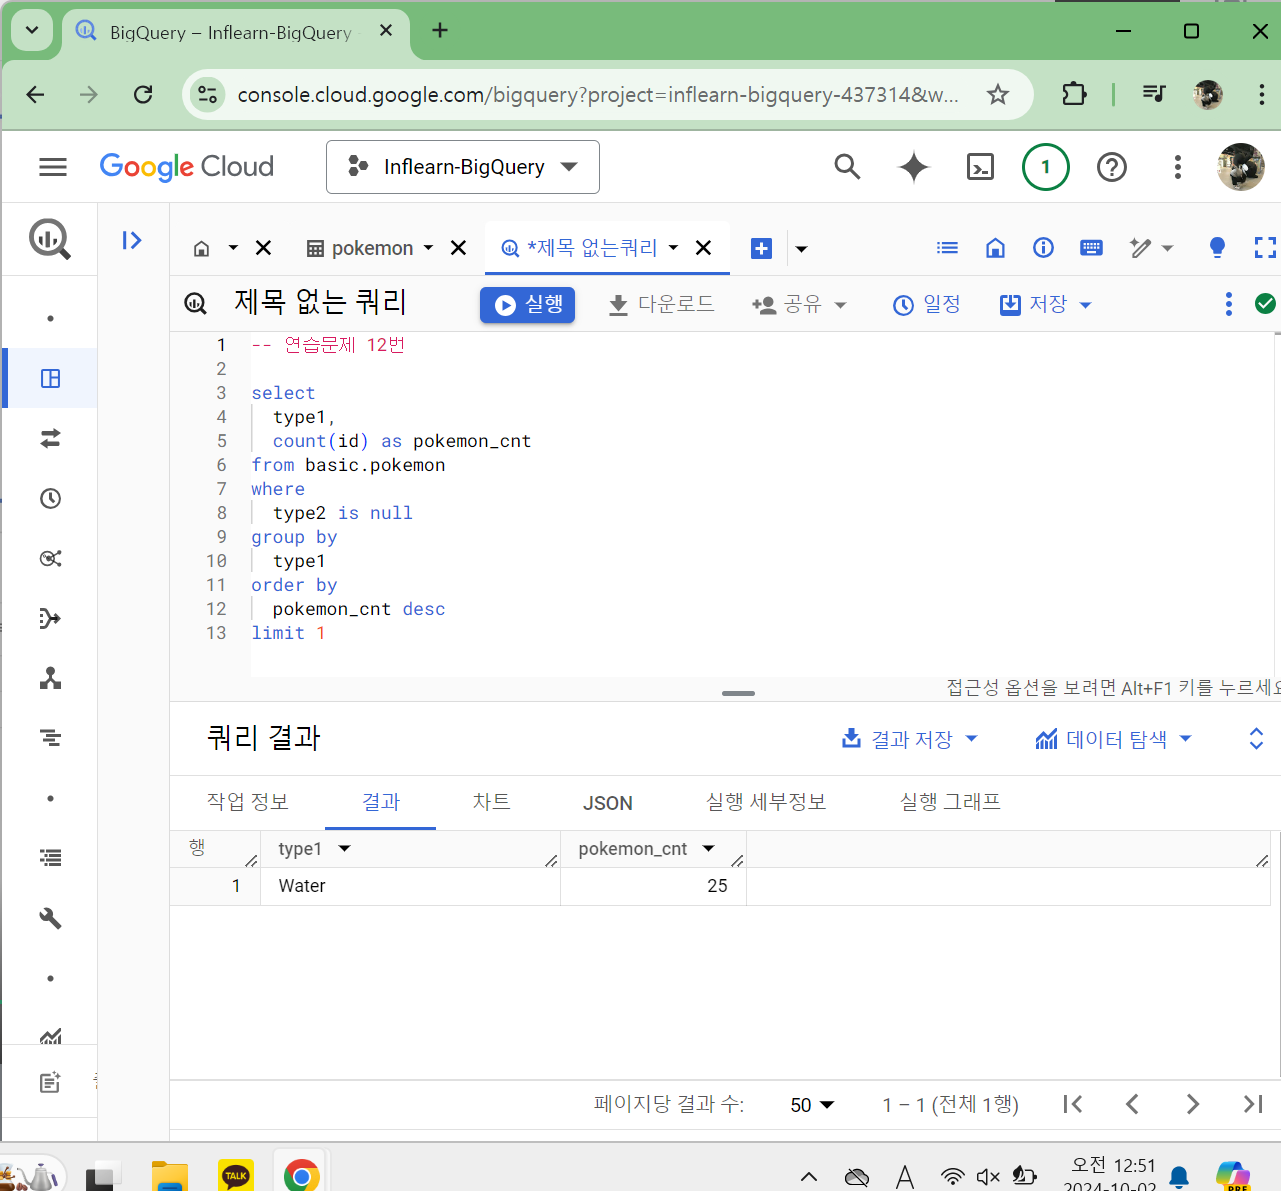 BigQuery – Inflearn-BigQuery
console.cloud.google.com/bigquery?project=inflearn-bigquery-437314&w...
Google Cloud
Inflearn-BigQuery
1
pokemon
*제목 없는쿼리
제목 없는 쿼리
실행
다운로드
공유
일정
저장
1 -- 연습문제 12번
2
3 select
4 type1,
5 count(id) as pokemon_cnt
6 from basic.pokemon
7 where
8 type2 is null
9 group by
10 type1
11 order by
12 pokemon_cnt desc
13 limit 1
접근성 옵션을 보려면 Alt+F1 키를 누르세요
쿼리 결과
결과 저장
데이터 탐색
작업 정보
결과
차트
JSON
실행 세부정보
실행 그래프
행 type1 pokemon_cnt
1 Water 25
페이지당 결과 수:
50
1 – 1 (전체 1행)
TALK
A
오전 12:51
2024-10-02
PRE